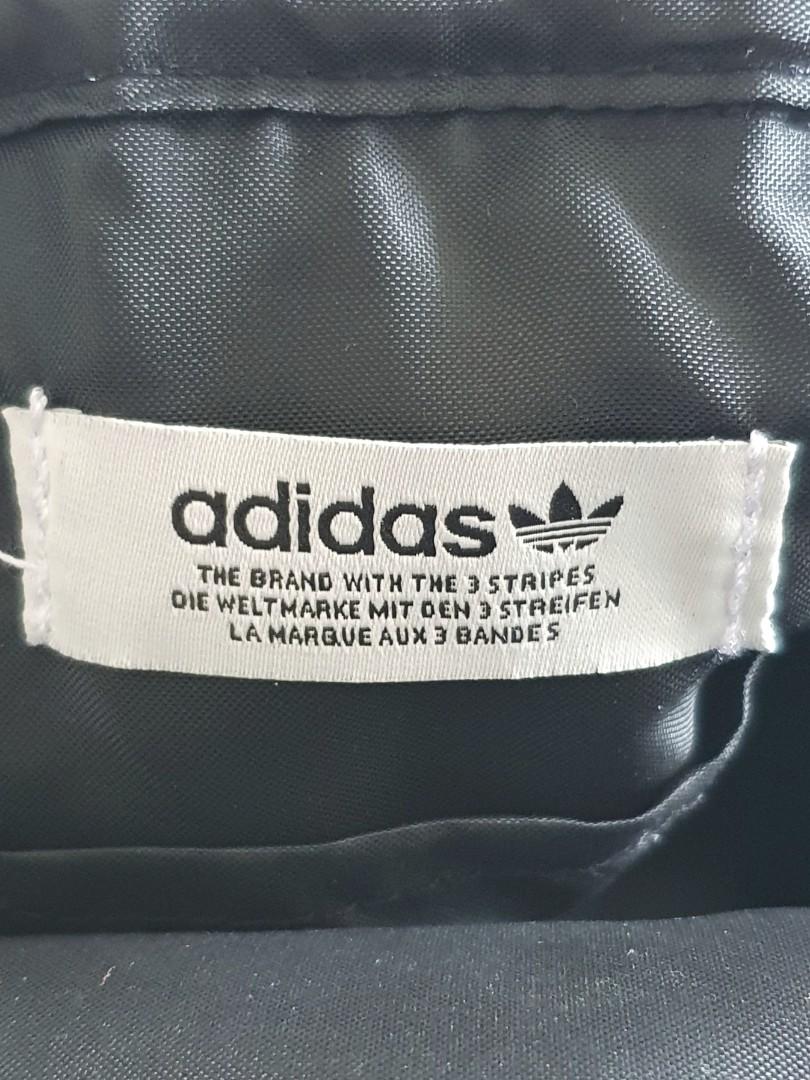 adidas
THE BRAND WITH THE 3 STRIPES
DIE WELTMARKE MIT DEN 3 STREIFEN
LA MARQUE AUX 3 BANDES